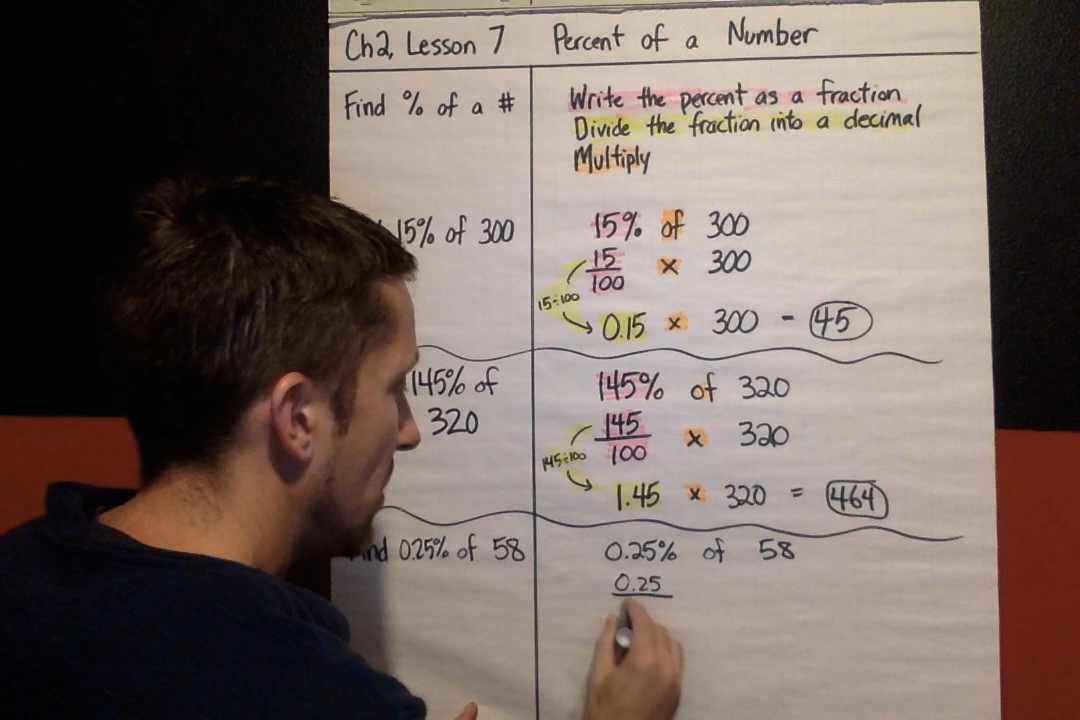 Ch2, Lesson 7 Percent of a Number
Find % of a #
Write the percent as a fraction
Divide the fraction into a decimal
Multiply
15% of 300
15% of 300
15
100
× 300
15÷100
0.15 × 300 - 45
145% of
320
145% of 320
145
100
× 320
145÷100
1.45 × 320 = 464
0.25% of 58
0.25% of 58
0.25